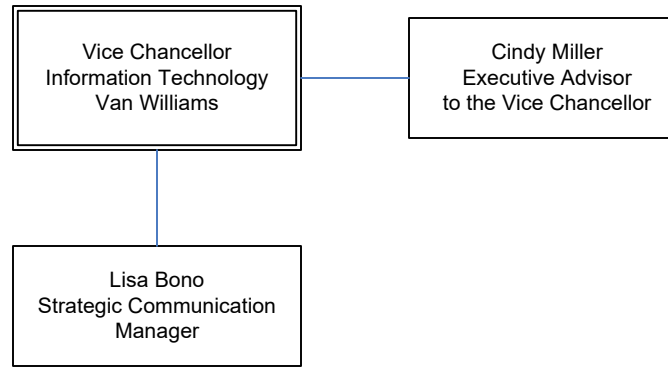 Vice Chancellor
Information Technology
Van Williams
Cindy Miller
Executive Advisor
to the Vice Chancellor
Lisa Bono
Strategic Communication
Manager